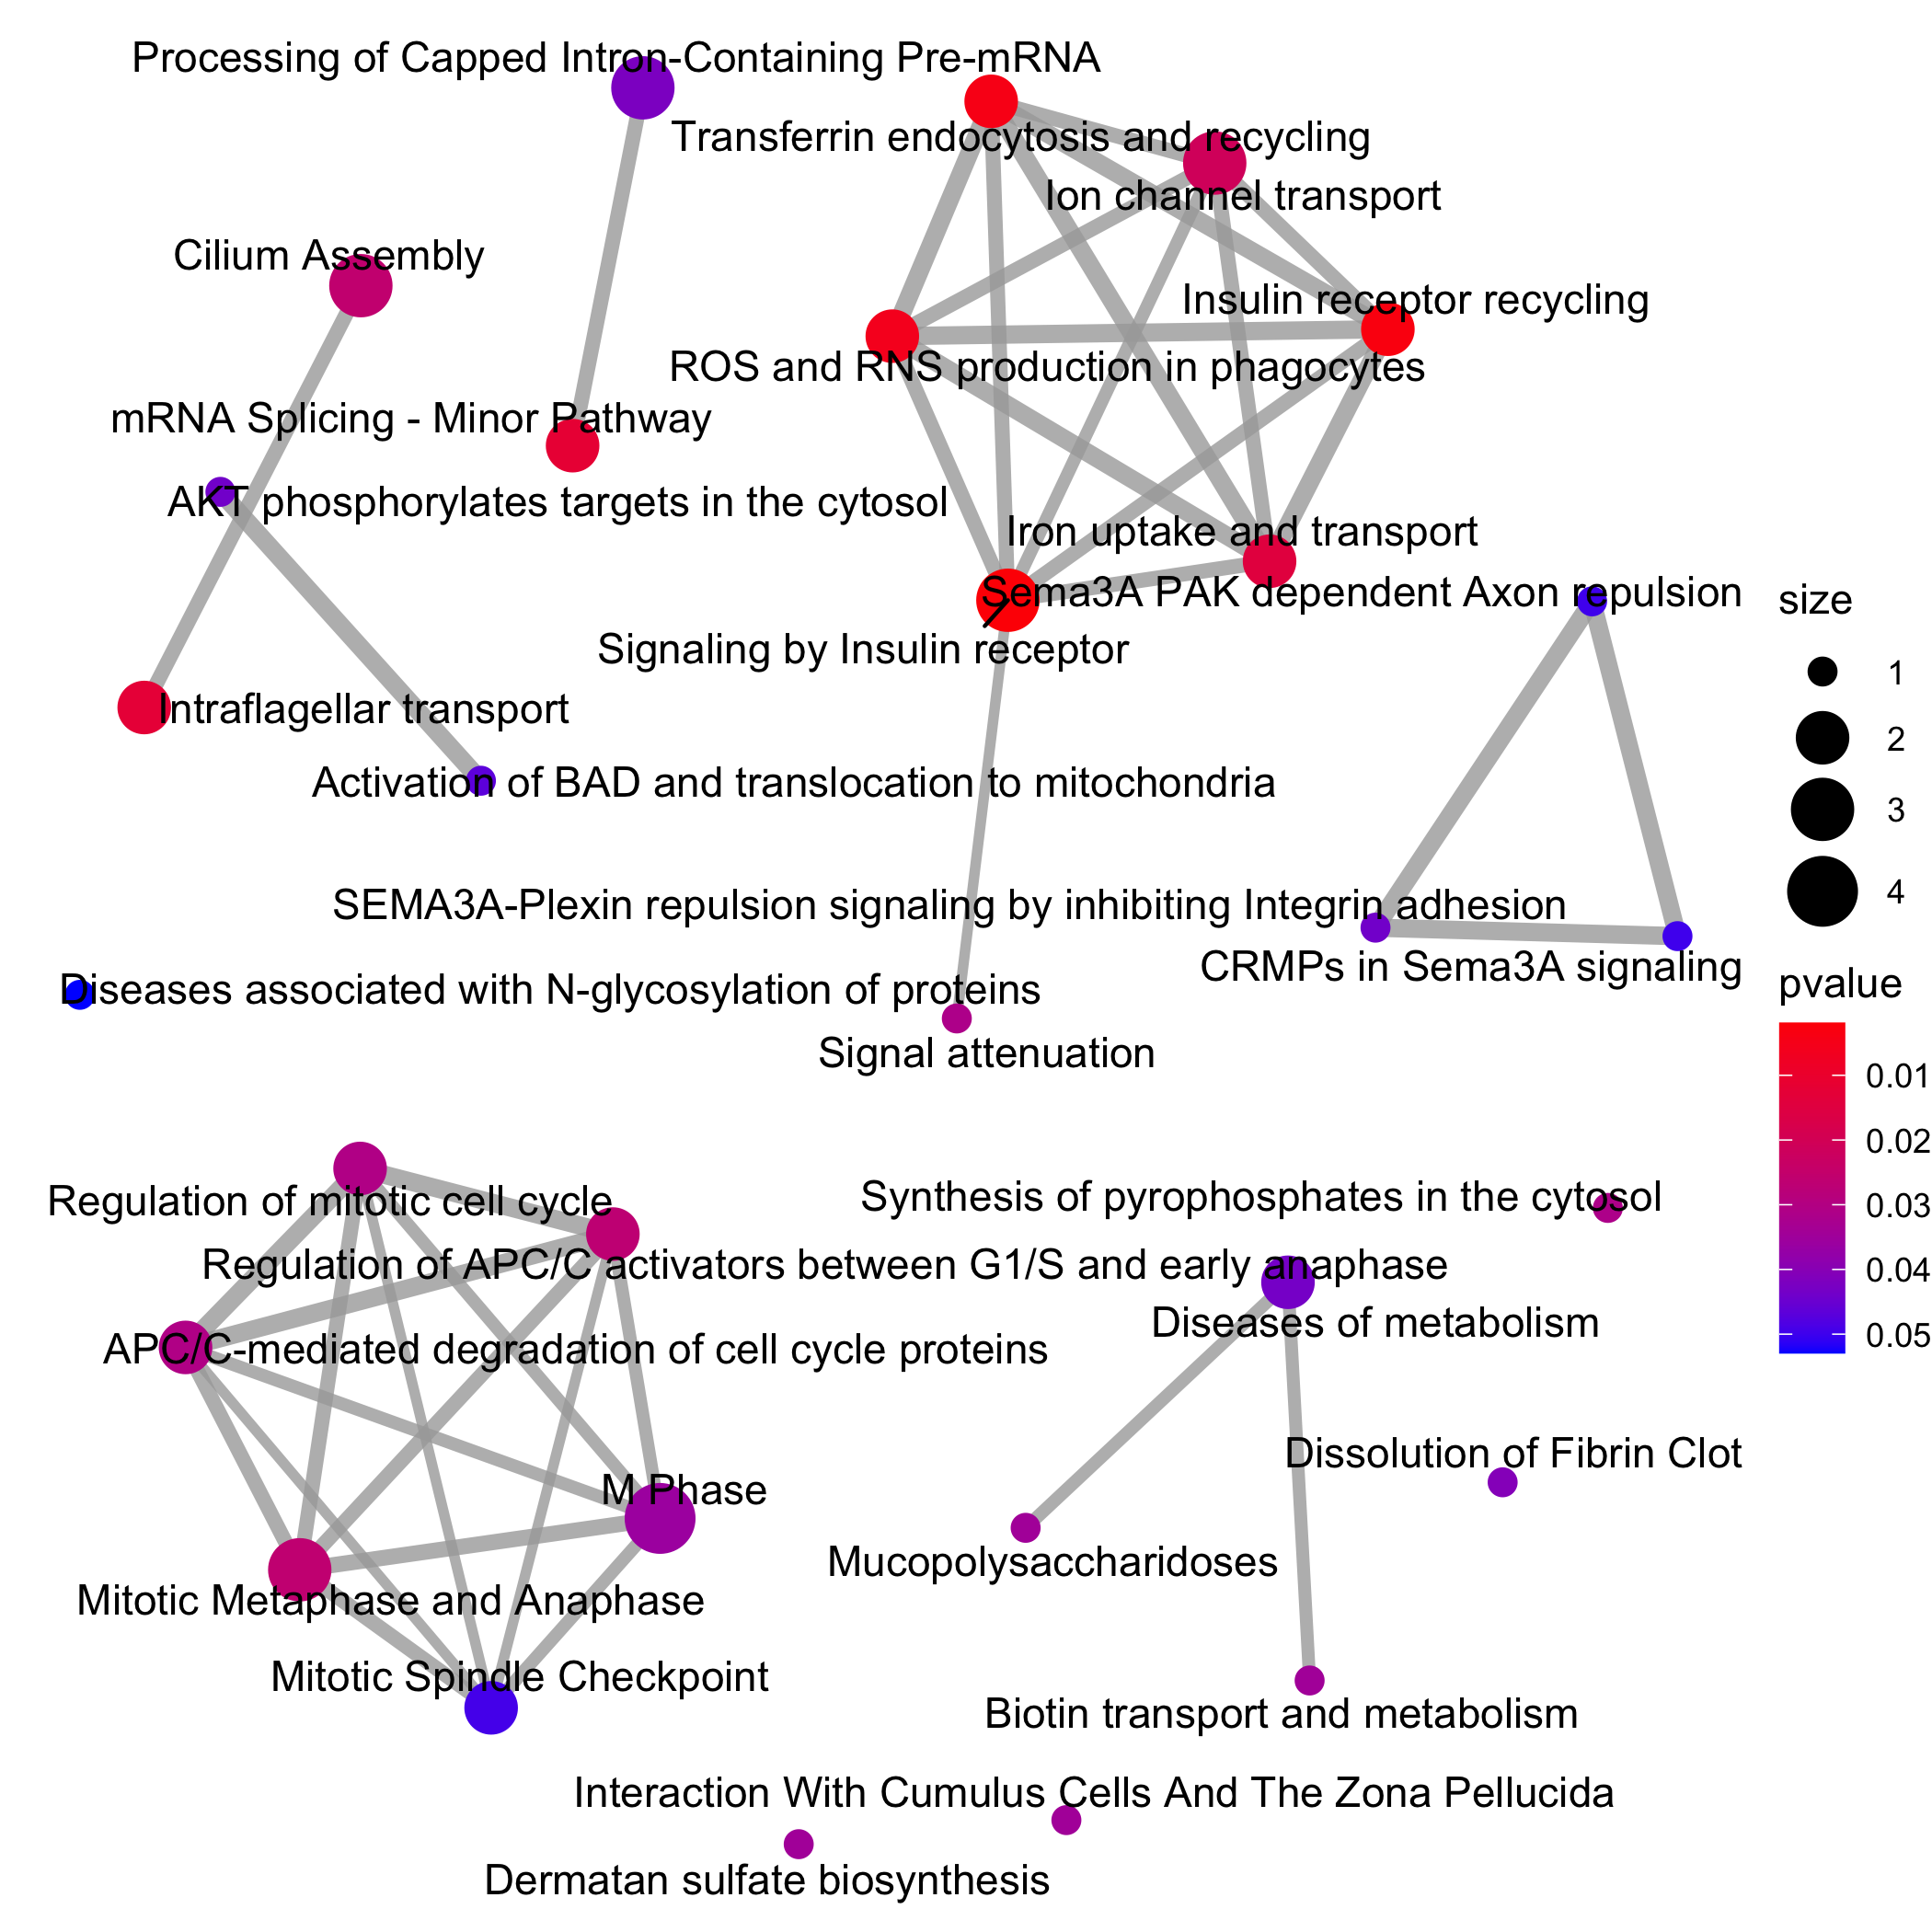 Processing of Capped Intron-Containing Pre-mRNA
Transferrin endocytosis and recycling
Ion channel transport
Cilium Assembly
Insulin receptor recycling
ROS and RNS production in phagocytes
mRNA Splicing - Minor Pathway
AKT phosphorylates targets in the cytosol
Iron uptake and transport
Sema3A PAK dependent Axon repulsion
Signaling by Insulin receptor
Intraflagellar transport
Activation of BAD and translocation to mitochondria
SEMA3A-Plexin repulsion signaling by inhibiting Integrin adhesion
CRMPs in Sema3A signaling
Diseases associated with N-glycosylation of proteins
Signal attenuation
Regulation of mitotic cell cycle
Synthesis of pyrophosphates in the cytosol
Regulation of APC/C activators between G1/S and early anaphase
Diseases of metabolism
APC/C-mediated degradation of cell cycle proteins
Dissolution of Fibrin Clot
M Phase
Mucopolysaccharidoses
Mitotic Metaphase and Anaphase
Mitotic Spindle Checkpoint
Biotin transport and metabolism
Interaction With Cumulus Cells And The Zona Pellucida
Dermatan sulfate biosynthesis
size
1
2
3
4
pvalue
0.01
0.02
0.03
0.04
0.05